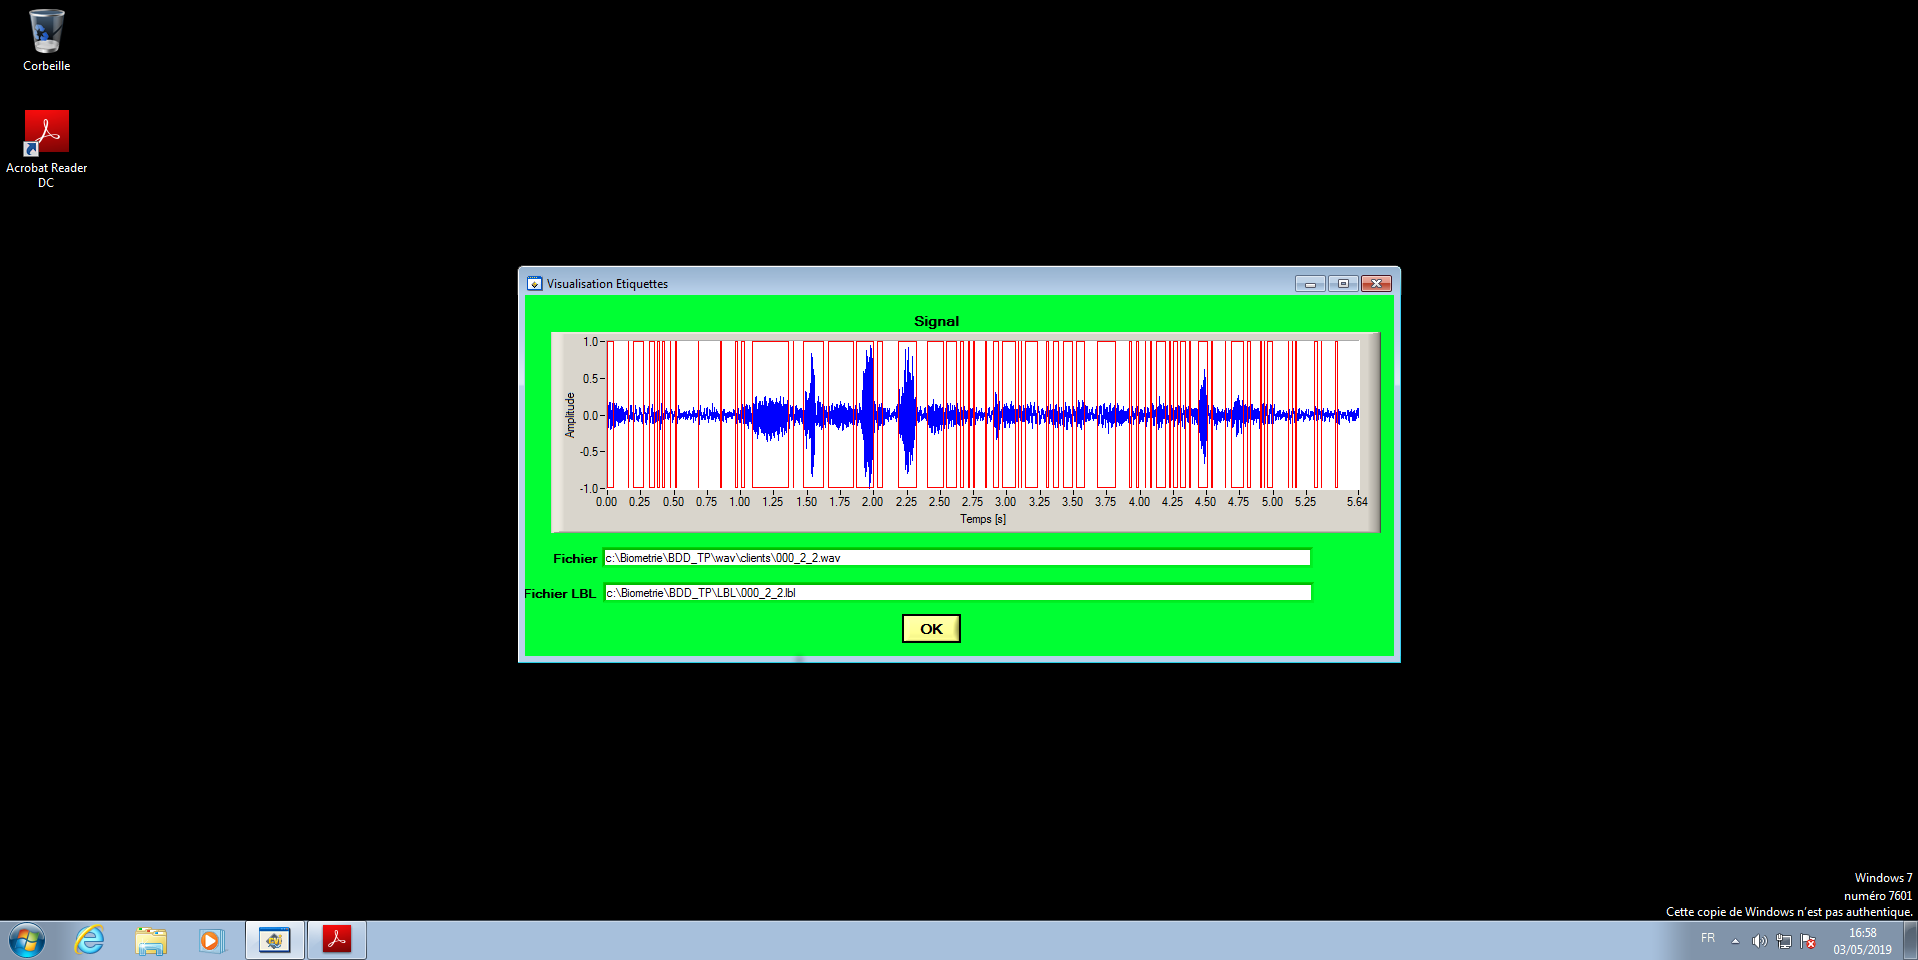 Corbeille
Acrobat Reader
DC
Visualisation Etiquettes
Signal
1.0
0.5
0.0
-0.5
-1.0
Amplitude
0.00 0.25 0.50 0.75 1.00 1.25 1.50 1.75 2.00 2.25 2.50 2.75 3.00 3.25 3.50 3.75 4.00 4.25 4.50 4.75 5.00 5.25 5.64
Temps [s]
Fichier c:\Biometrie\BDD_TP\wav\clients\000_2_2.wav
Fichier LBL c:\Biometrie\BDD_TP\LBL\000_2_2.lbl
OK
Windows 7
numéro 7601
Cette copie de Windows n'est pas authentique.
FR
16:58
03/05/2019